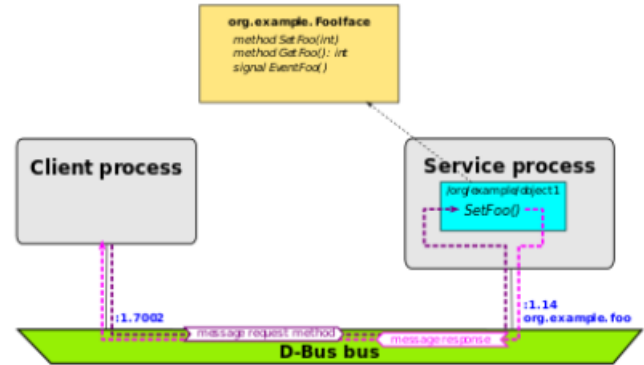 org.example.FooIface
method SetFoo(int)
method GetFoo(): int
signal EventFoo()
Client process
Service process
/org/example/object1
SetFoo()
:1.7002
:1.14
org.example.foo
message request method
message response
D-Bus bus